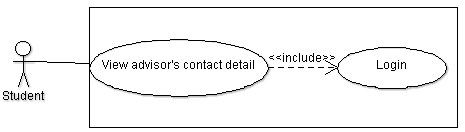 <<include>>
View advisor's contact detail
Login
Student